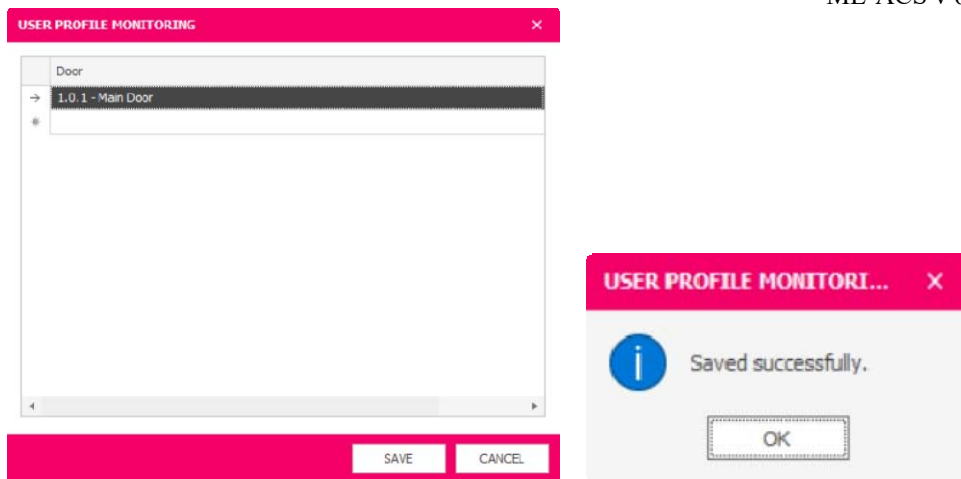 USER PROFILE MONITORING
Door
1.0.1 - Main Door
SAVE
CANCEL
USER PROFILE MONITORI...
Saved successfully.
OK